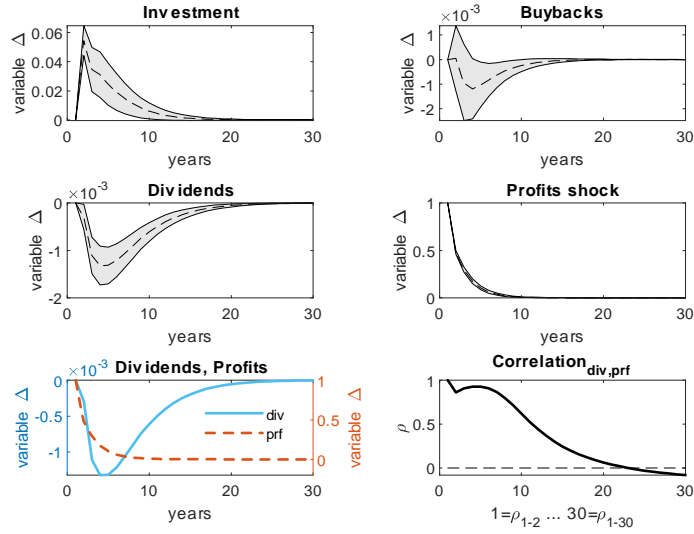 Investment
Buybacks
variable Δ
0.06
0.04
0.02
0
0 10 20 30
years
×10-3
variable Δ
1
0
-1
-2
0 10 20 30
years
Dividends
Profits shock
×10-3
variable Δ
0
-1
-2
0 10 20 30
years
variable Δ
1
0.5
0
0 10 20 30
years
Dividends, Profits
Correlationdiv,prf
×10-3
variable Δ
0
-0.5
-1
div
prf
1
0.5
0
variable Δ
0 10 20 30
years
ρ
1
0.5
0
0 10 20 30
1=ρ1-2 ... 30=ρ1-30